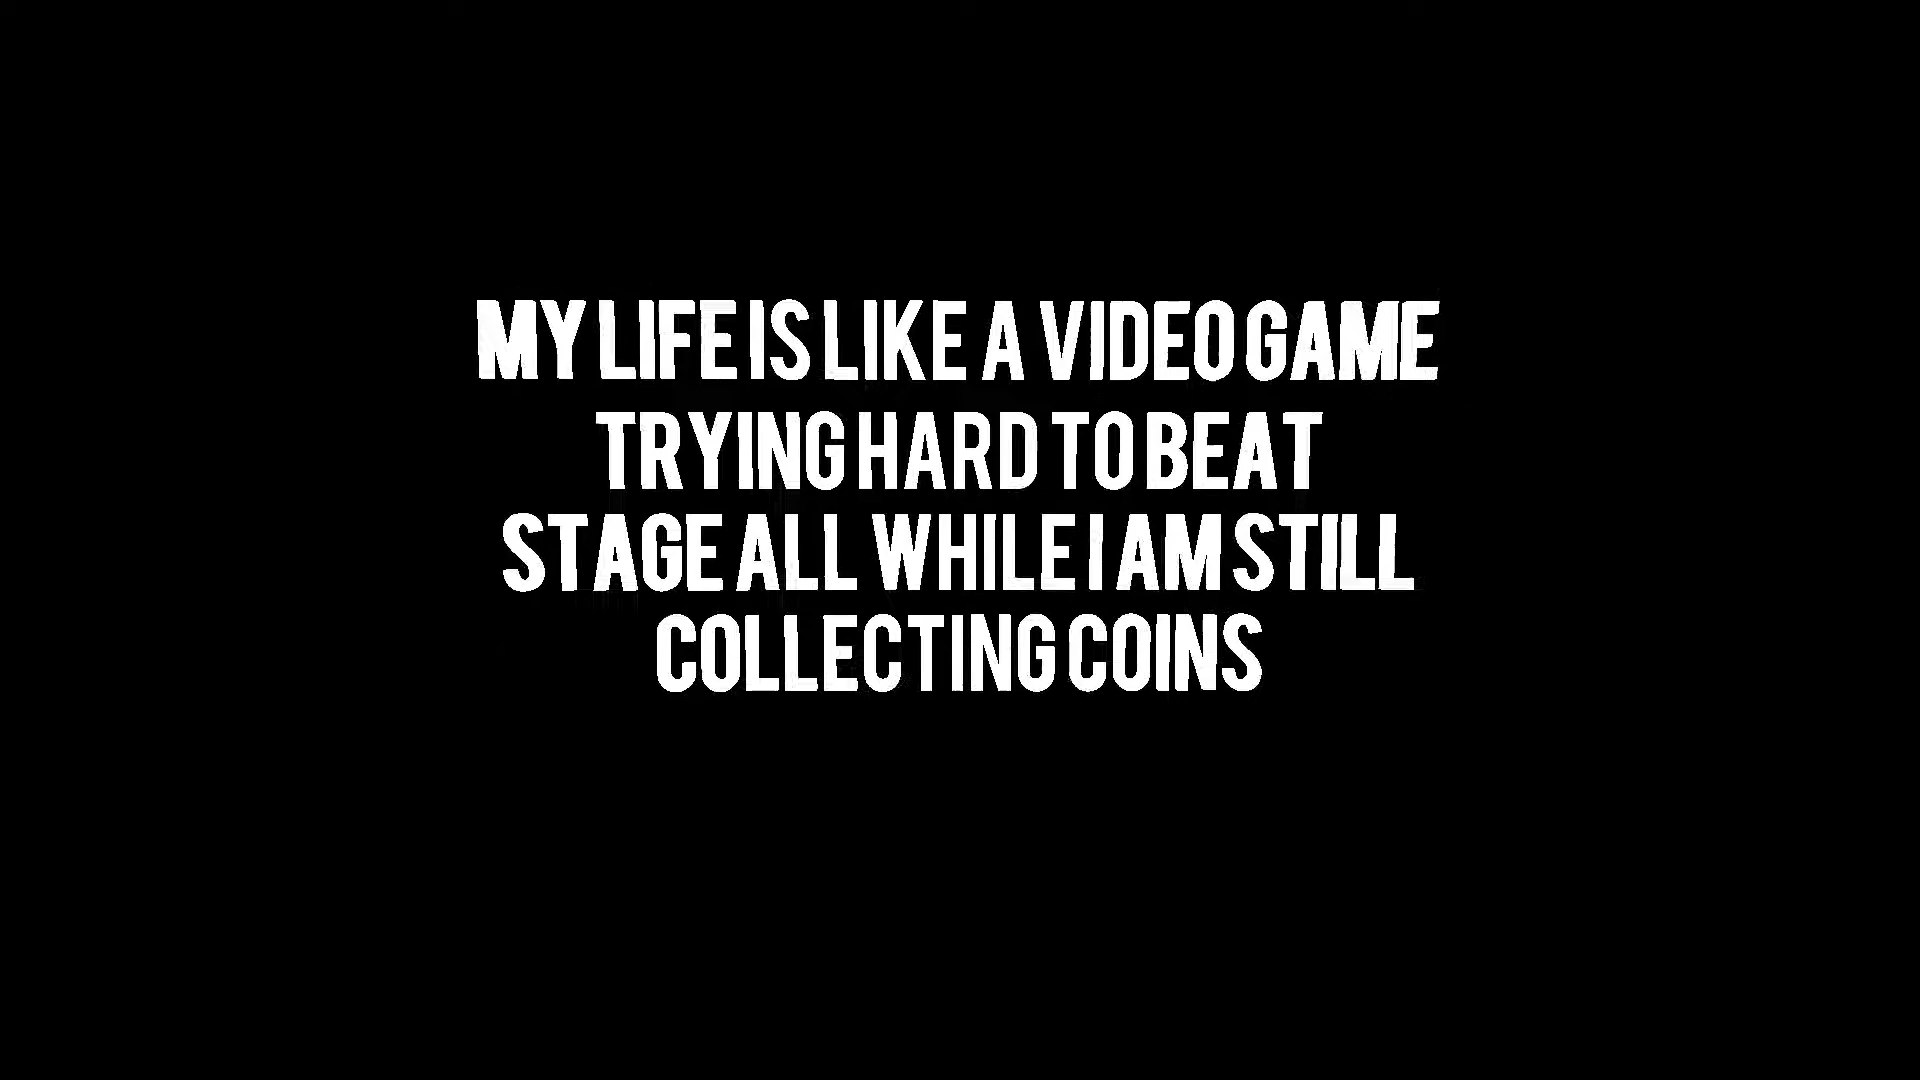 MY LIFE IS LIKE A VIDEO GAME
TRYING HARD TO BEAT
STAGE ALL WHILE I AM STILL
COLLECTING COINS